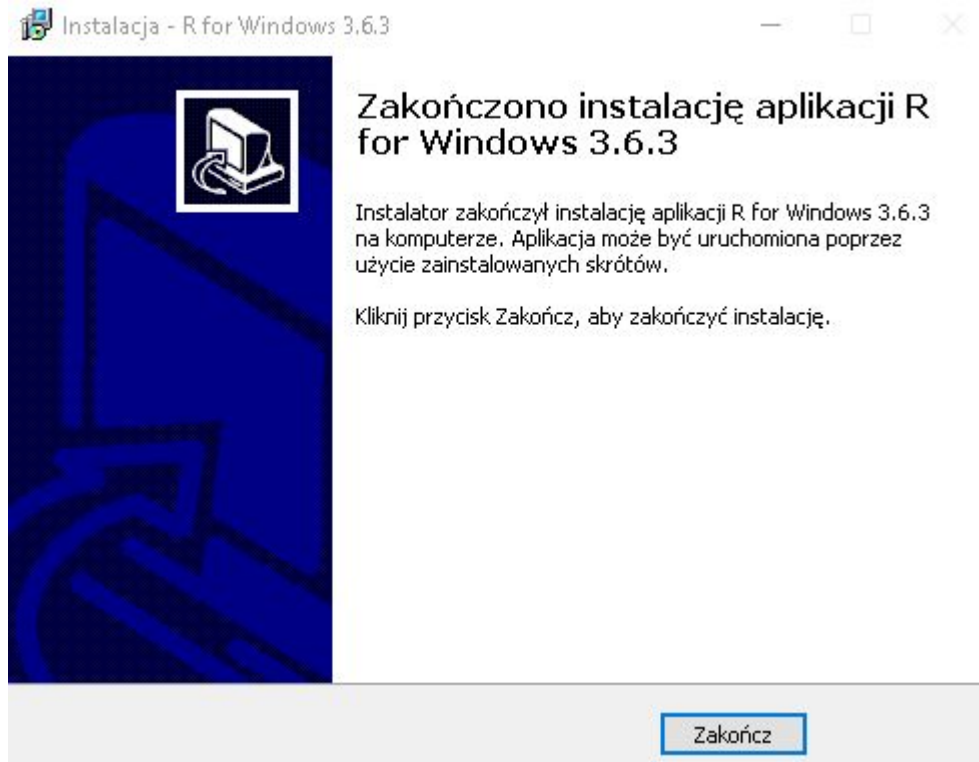 Instalacja - R for Windows 3.6.3
Zakończono instalację aplikacji R
for Windows 3.6.3
Instalator zakończył instalację aplikacji R for Windows 3.6.3
na komputerze. Aplikacja może być uruchomiona poprzez
użycie zainstalowanych skrótów.
Kliknij przycisk Zakończ, aby zakończyć instalację.
Zakończ